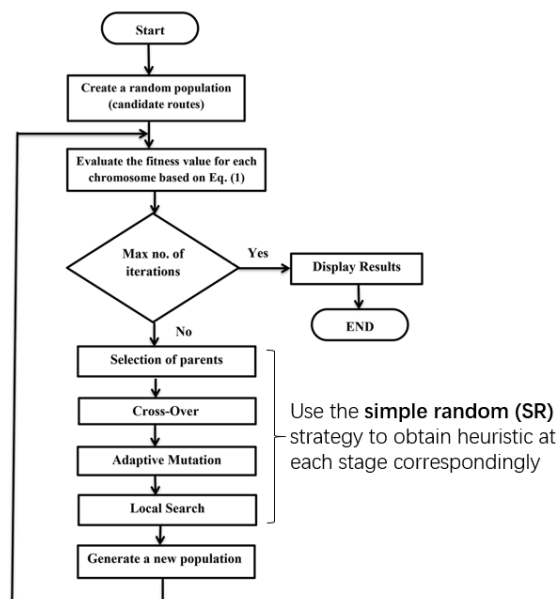 Start
Create a random population
(candidate routes)
Evaluate the fitness value for each
chromosome based on Eq. (1)
Max no. of
iterations
Yes
Display Results
END
No
Selection of parents
Cross-Over
Adaptive Mutation
Local Search
Use the simple random (SR)
strategy to obtain heuristic at
each stage correspondingly
Generate a new population